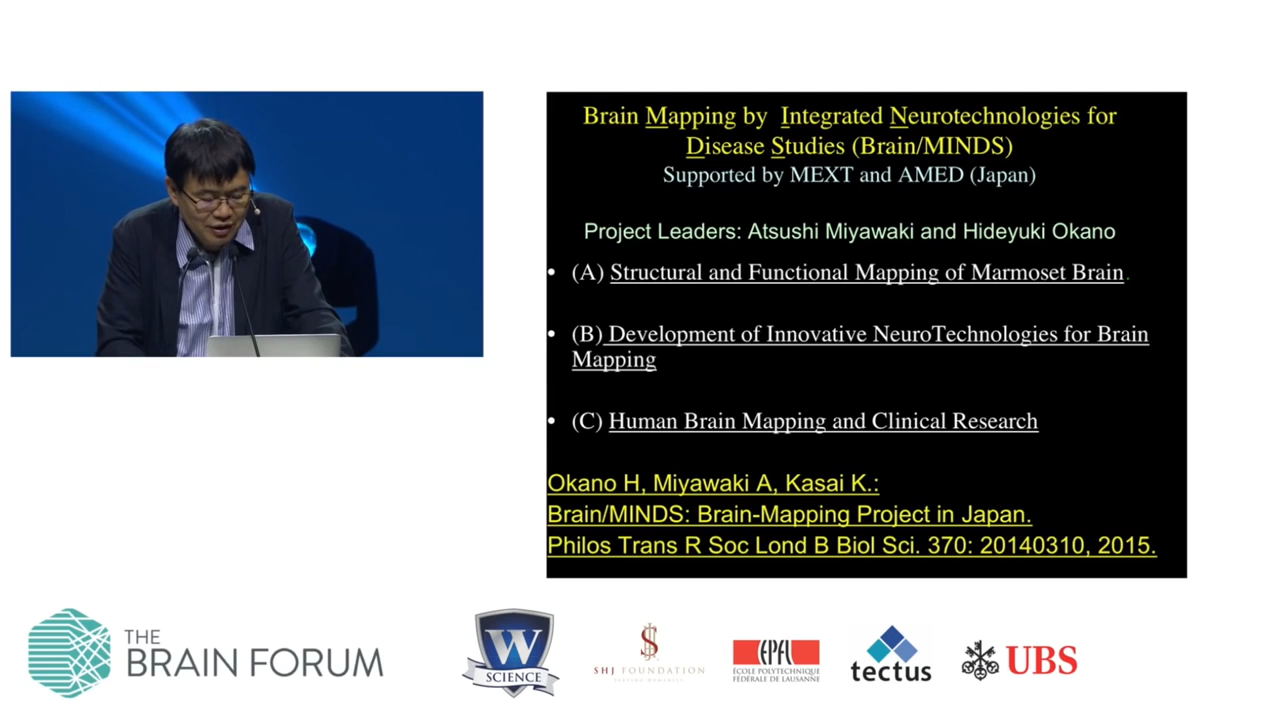 Brain Mapping by Integrated Neurotechnologies for
Disease Studies (Brain/MINDS)
Supported by MEXT and AMED (Japan)
Project Leaders: Atsushi Miyawaki and Hideyuki Okano
• (A) Structural and Functional Mapping of Marmoset Brain.
• (B) Development of Innovative NeuroTechnologies for Brain
Mapping
• (C) Human Brain Mapping and Clinical Research
Okano H, Miyawaki A, Kasai K.:
Brain/MINDS: Brain-Mapping Project in Japan.
Philos Trans R Soc Lond B Biol Sci. 370: 20140310, 2015.
THE
BRAIN FORUM
W
SCIENCE
SHJ FOUNDATION
EPFL
ÉCOLE POLYTECHNIQUE
FÉDÉRALE DE LAUSANNE
tectus
UBS